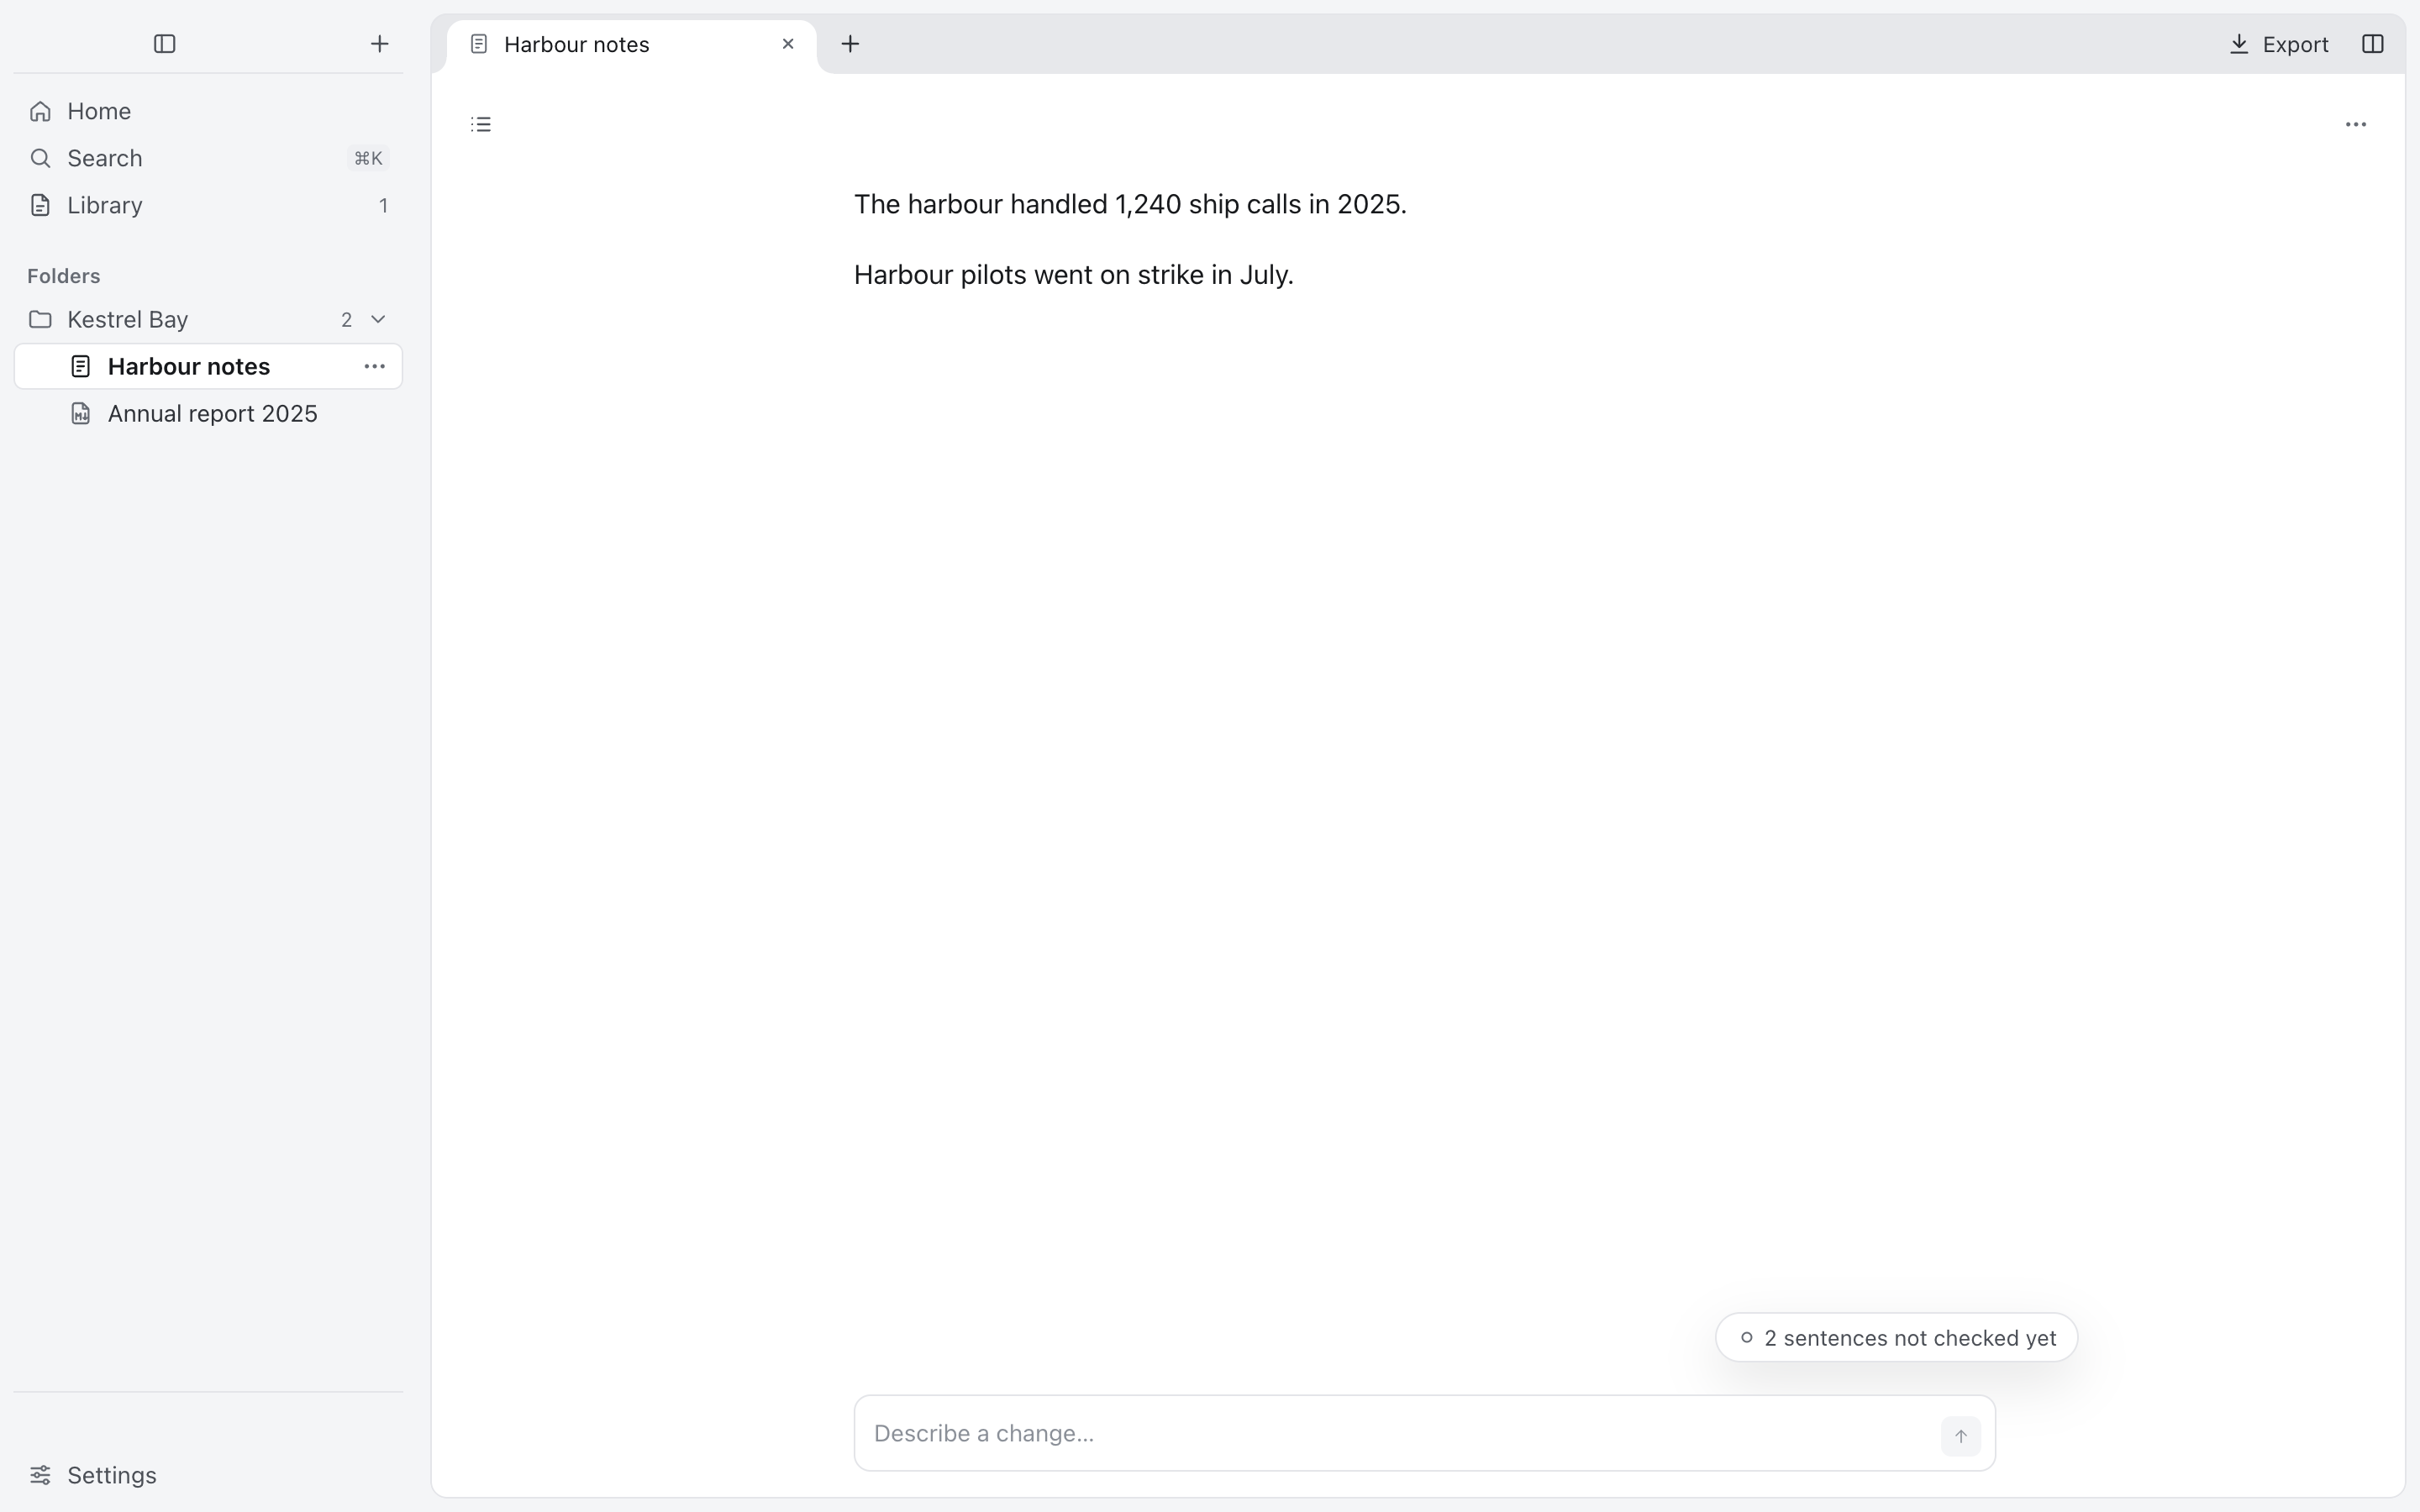 Harbour notes
Export
Home
Search ⌘K
Library 1
Folders
Kestrel Bay 2
Harbour notes
Annual report 2025
The harbour handled 1,240 ship calls in 2025.
Harbour pilots went on strike in July.
2 sentences not checked yet
Describe a change...
Settings